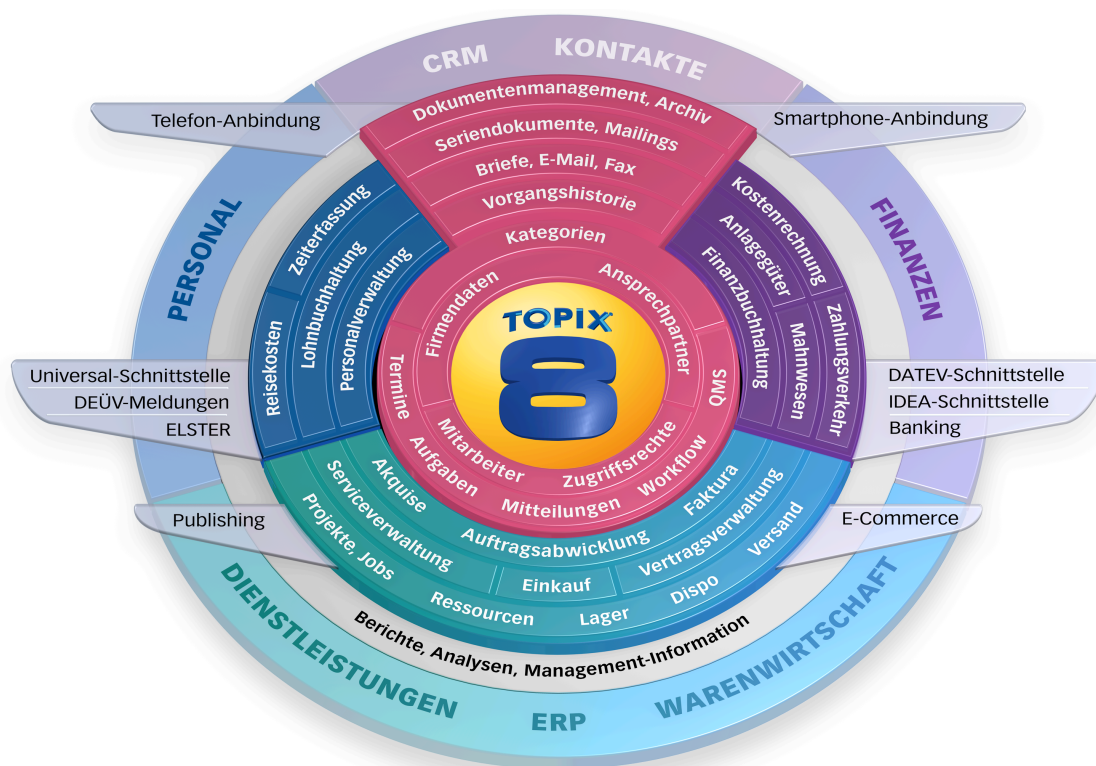 CRM KONTAKTE
Dokumentenmanagement, Archiv
Seriendokumente, Mailings
Briefe, E-Mail, Fax
Vorgangshistorie
Kategorien
Firmendaten
Ansprechpartner
TOPIX
8
Termine
Aufgaben
Mitteilungen
Workflow
QMS
Mitarbeiter
Zugriffsrechte
Telefon-Anbindung
Smartphone-Anbindung
PERSONAL
Zeiterfassung
Reisekosten
Lohnbuchhaltung
Personalverwaltung
Universal-Schnittstelle
DEÜV-Meldungen
ELSTER
FINANZEN
Kostenrechnung
Anlagegüter
Finanzbuchhaltung
Zahlungsverkehr
Mahnwesen
DATEV-Schnittstelle
IDEA-Schnittstelle
Banking
Publishing
E-Commerce
Akquise
Auftragsabwicklung
Faktura
Serviceverwaltung
Einkauf
Vertragsverwaltung
Projekte, Jobs
Ressourcen
Lager
Dispo
Versand
Berichte, Analysen, Management-Information
DIENSTLEISTUNGEN
ERP
WARENWIRTSCHAFT